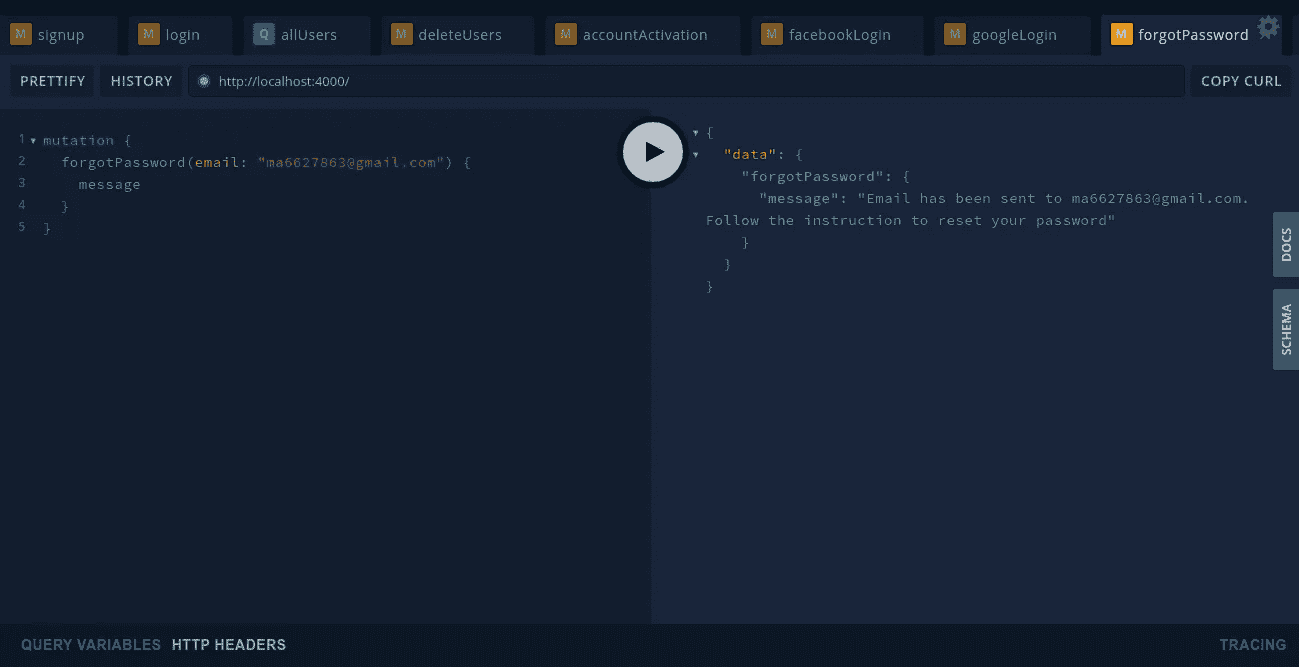 M signup M login Q allUsers M deleteUsers M accountActivation M facebookLogin M googleLogin M forgotPassword
PRETTIFY HISTORY http://localhost:4000/ COPY CURL
1 mutation {
2 forgotPassword(email: "ma6627863@gmail.com") {
3 message
4 }
5 }
{
"data": {
"forgotPassword": {
"message": "Email has been sent to ma6627863@gmail.com.
Follow the instruction to reset your password"
}
}
}
DOCS
SCHEMA
QUERY VARIABLES HTTP HEADERS TRACING